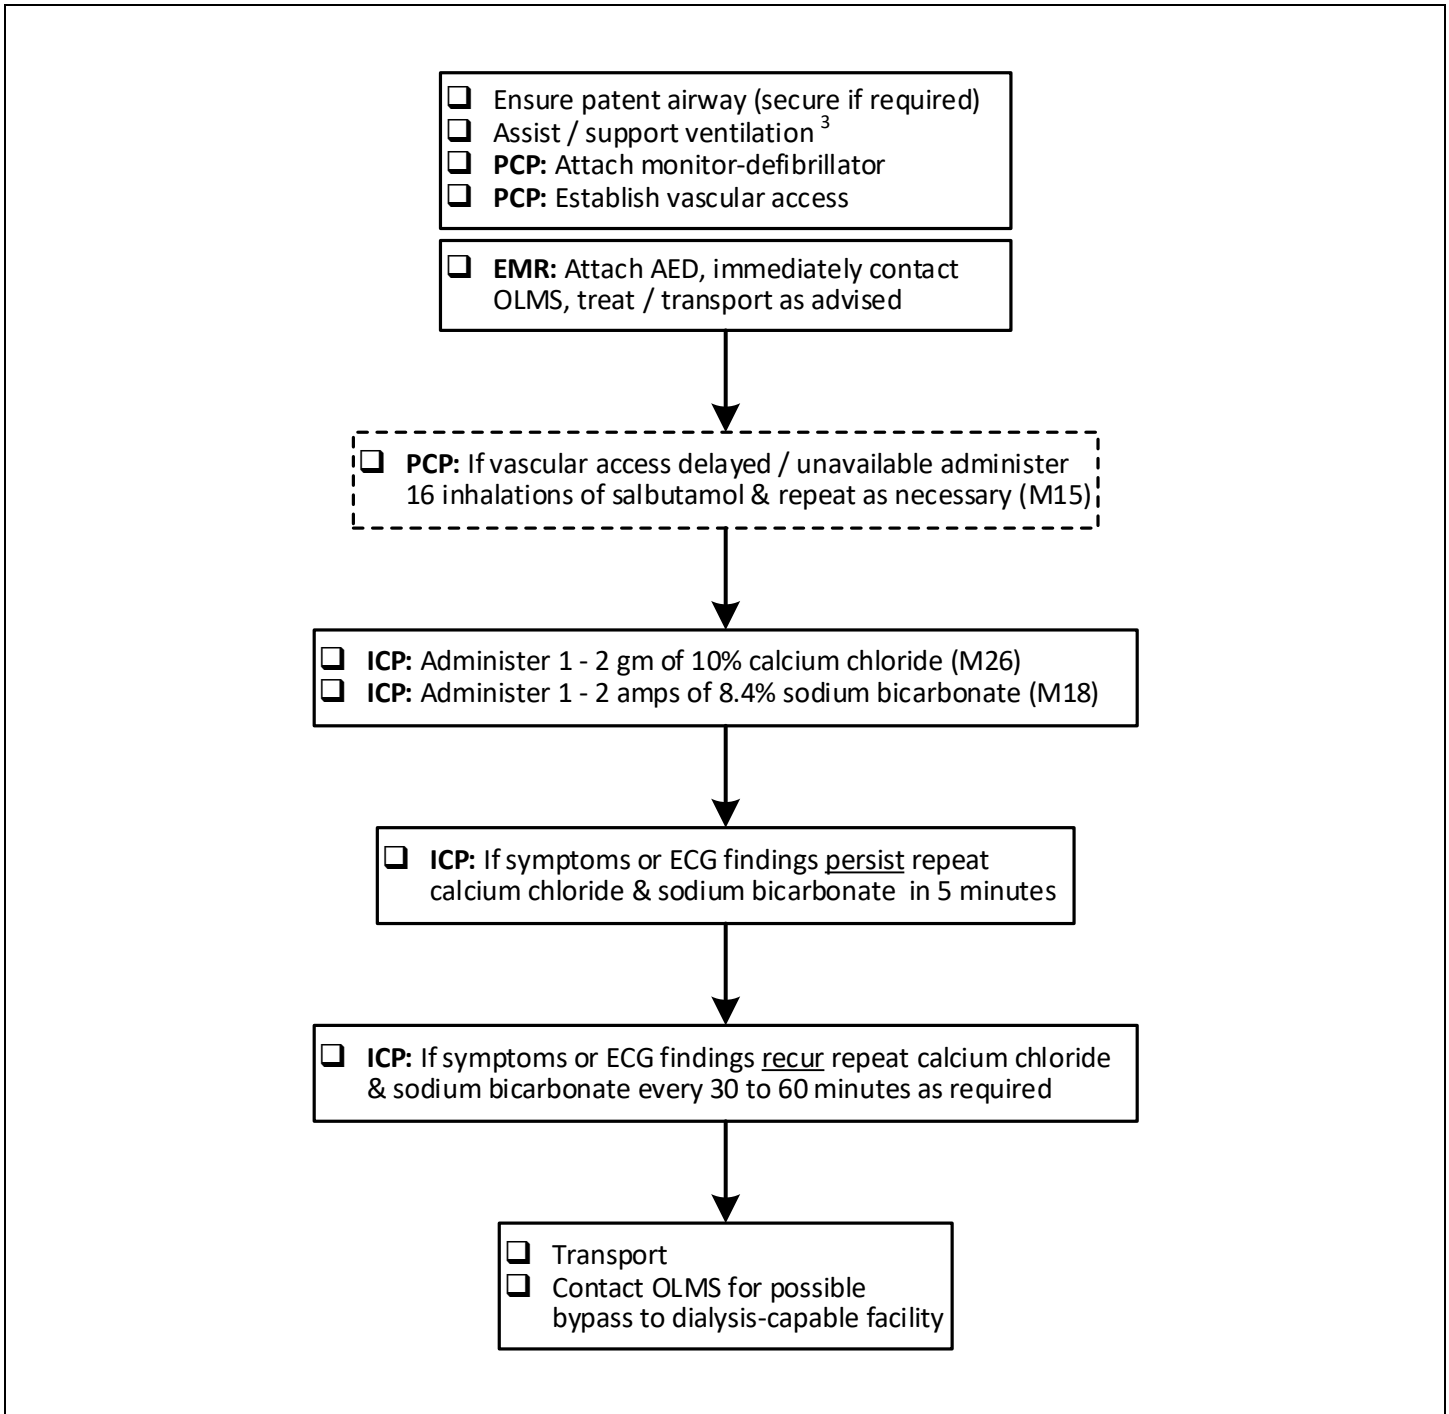 ❑ Ensure patent airway (secure if required)
❑ Assist / support ventilation 3
❑ PCP: Attach monitor-defibrillator
❑ PCP: Establish vascular access
❑ EMR: Attach AED, immediately contact
OLMS, treat / transport as advised
❑ PCP: If vascular access delayed / unavailable administer
16 inhalations of salbutamol & repeat as necessary (M15)
❑ ICP: Administer 1 - 2 gm of 10% calcium chloride (M26)
❑ ICP: Administer 1 - 2 amps of 8.4% sodium bicarbonate (M18)
❑ ICP: If symptoms or ECG findings persist repeat
calcium chloride & sodium bicarbonate in 5 minutes
❑ ICP: If symptoms or ECG findings recur repeat calcium chloride
& sodium bicarbonate every 30 to 60 minutes as required
❑ Transport
❑ Contact OLMS for possible
bypass to dialysis-capable facility